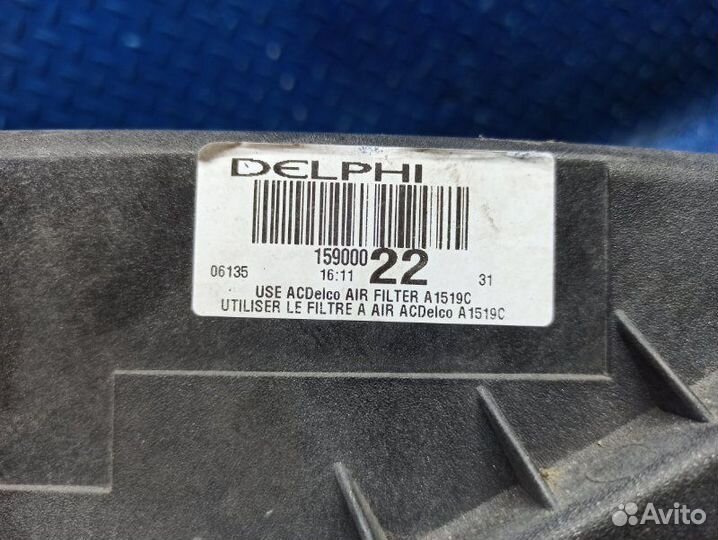 DELPHI
15900022
06135 16:11 31
USE ACDelco AIR FILTER A1519C
UTILISER LE FILTRE A AIR ACDelco A1519C
Avito